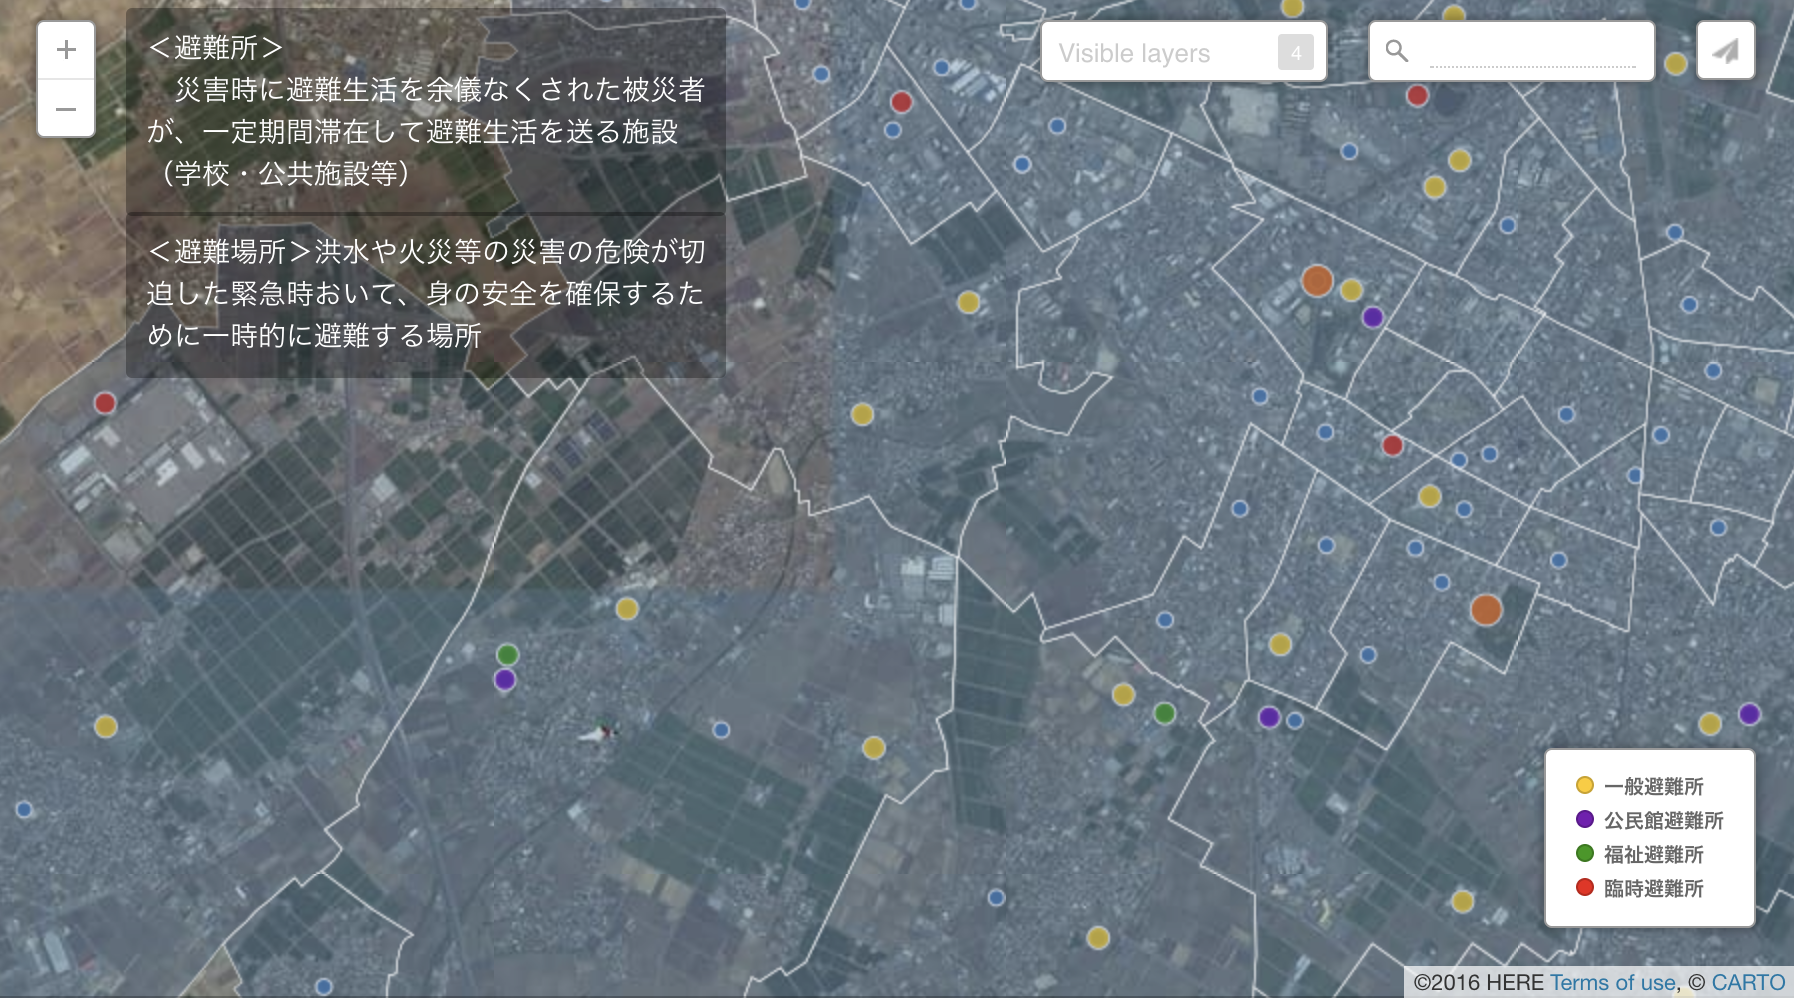 +
−
＜避難所＞
　災害時に避難生活を余儀なくされた被災者
が、一定期間滞在して避難生活を送る施設
（学校・公共施設等）
＜避難場所＞洪水や火災等の災害の危険が切
迫した緊急時おいて、身の安全を確保するた
めに一時的に避難する場所
Visible layers 4
一般避難所
公民館避難所
福祉避難所
臨時避難所
©2016 HERE Terms of use, © CARTO